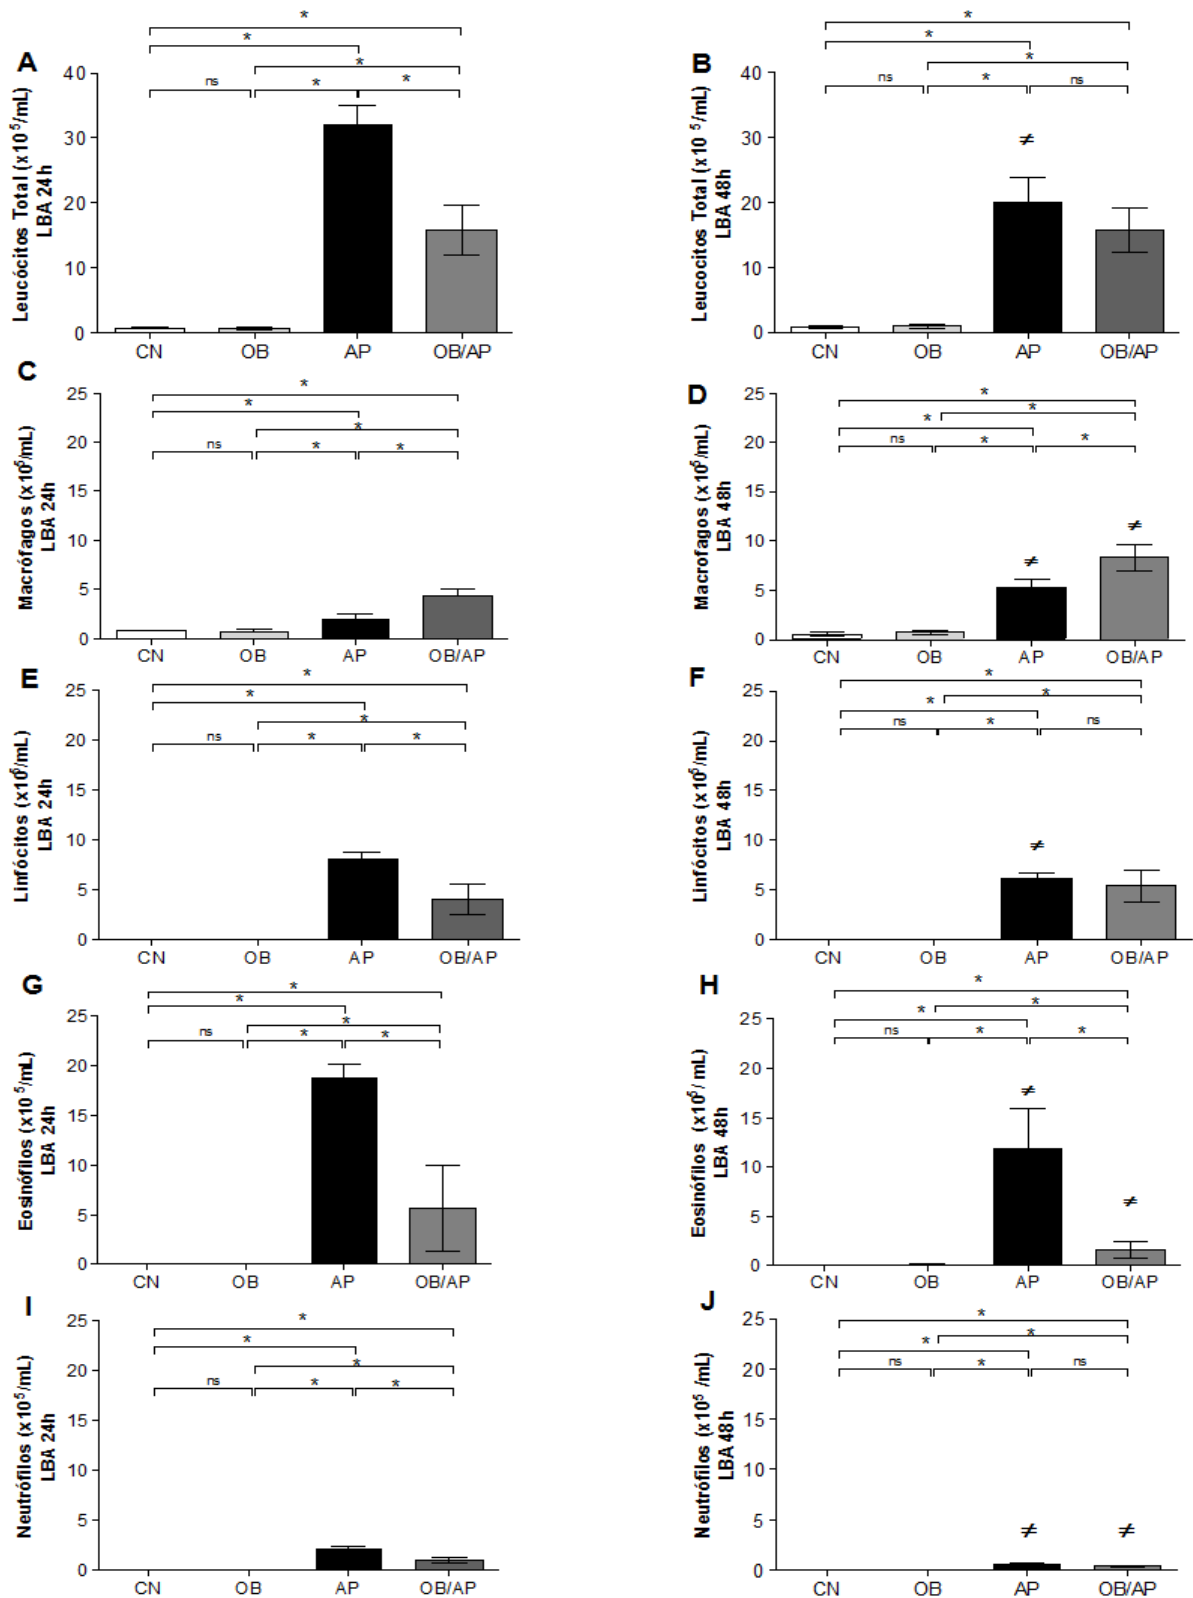 A
Leucócitos Total (x10⁵/mL)
LBA 24h
40
30
20
10
0
* * * ns * *
CN OB AP OB/AP
B
Leucocitos Total (x10 ⁵/mL)
LBA 48h
40
30
20
10
0
* * * ns * ns
≠
CN OB AP OB/AP
C
Macrófagos (x10⁵/mL)
LBA 24h
25
20
15
10
5
0
* * * ns * *
CN OB AP OB/AP
D
Macrofagos (x10⁵/mL)
LBA 48h
25
20
15
10
5
0
* * * ns * *
≠ ≠
CN OB AP OB/AP
E
Linfócitos (x10⁵/mL)
LBA 24h
25
20
15
10
5
0
* * * ns * *
CN OB AP OB/AP
F
Linfócitos (x10⁵/mL)
LBA 48h
25
20
15
10
5
0
* * * ns * ns
≠
CN OB AP OB/AP
G
Eosinófilos (x10 ⁵/mL)
LBA 24h
25
20
15
10
5
0
* * * ns * *
CN OB AP OB/AP
H
Eosinófilos (x10⁵/ mL)
LBA 48h
25
20
15
10
5
0
* * * ns * *
≠ ≠
CN OB AP OB/AP
I
Neutrófilos (x10⁵/mL)
LBA 24h
25
20
15
10
5
0
* * * ns * *
CN OB AP OB/AP
J
Neutrófilos (x10⁵ /mL)
LBA 48h
25
20
15
10
5
0
* * * ns * ns
≠ ≠
CN OB AP OB/AP